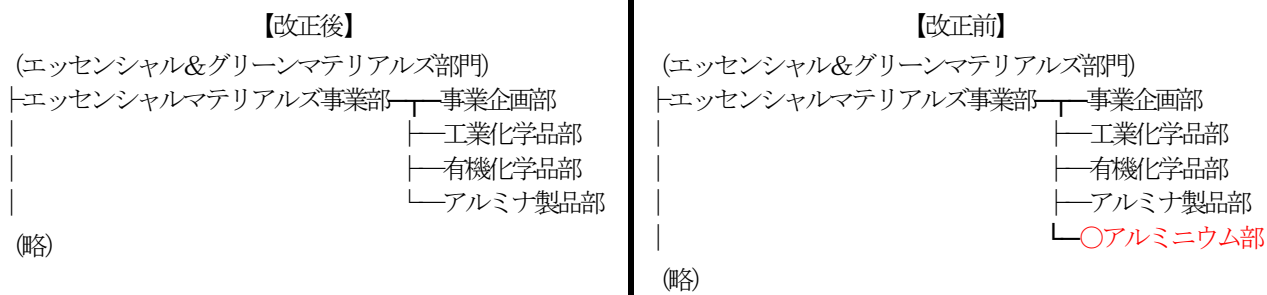 【改正後】
(エッセンシャル&グリーンマテリアルズ部門)
├エッセンシャルマテリアルズ事業部─┬─事業企画部
│ ├─工業化学品部
│ ├─有機化学品部
│ └─アルミナ製品部
(略)
【改正前】
(エッセンシャル&グリーンマテリアルズ部門)
├エッセンシャルマテリアルズ事業部─┬─事業企画部
│ ├─工業化学品部
│ ├─有機化学品部
│ ├─アルミナ製品部
│ └─○アルミニウム部
(略)